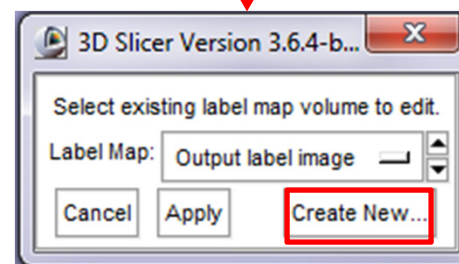 3D Slicer Version 3.6.4-b...
Select existing label map volume to edit.
Label Map: Output label image
Cancel Apply Create New...